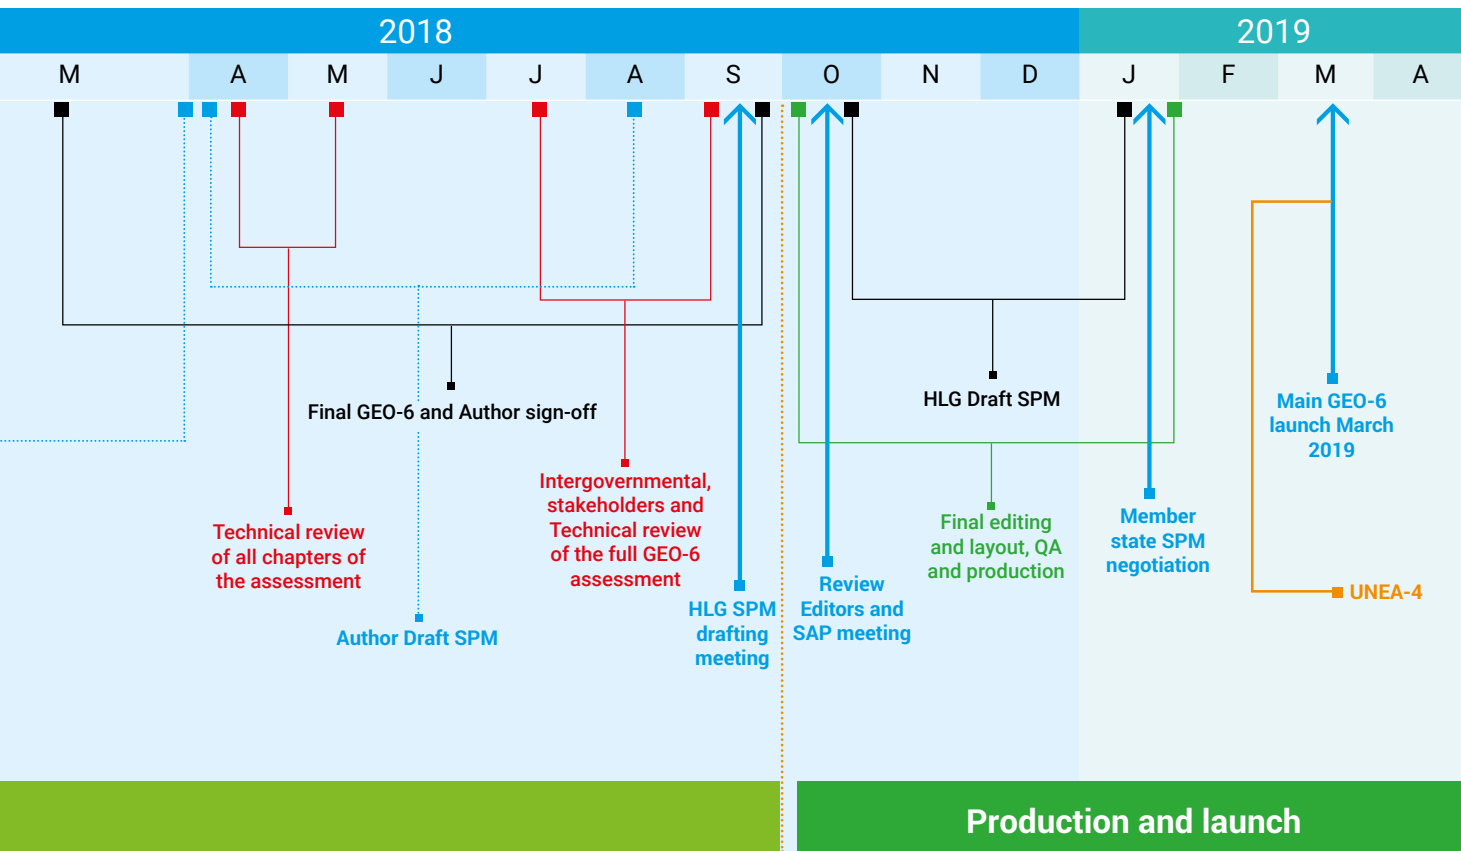 2018
2019
M
A
M
J
J
A
S
O
N
D
J
F
M
A
Final GEO-6 and Author sign-off
HLG Draft SPM
Main GEO-6
launch March
2019
Technical review
of all chapters of
the assessment
Intergovernmental,
stakeholders and
Technical review
of the full GEO-6
assessment
Author Draft SPM
HLG SPM
drafting
meeting
Review
Editors and
SAP meeting
Final editing
and layout, QA
and production
Member
state SPM
negotiation
UNEA-4
Production and launch